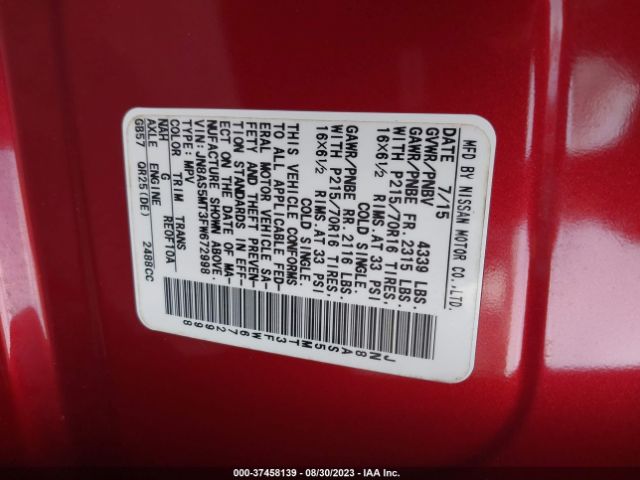 MFD BY NISSAN MOTOR CO.,LTD.
DATE 7/15
GVWR/PNBV 4339 LBS.
GAWR/PNBE FR. 2315 LBS.
WITH P215/70R16 TIRES,
16X6½ RIMS.AT 33 PSI
COLD SINGLE.
GAWR/PNBE RR. 2116 LBS.
WITH P215/70R16 TIRES,
16X6½ RIMS.AT 33 PSI
COLD SINGLE.
THIS VEHICLE CONFORMS
TO ALL APPLICABLE FED-
ERAL MOTOR VEHICLE SA-
FETY AND THEFT PREVEN-
TION STANDARDS IN EFF-
ECT ON THE DATE OF MA-
NUFACTURE SHOWN ABOVE.
VIN:JN8AS5MT3FW672998
TYPE:MPV
COLOR TRIM TRANS
NAH G RE0F10A
AXLE ENGINE
GB57 QR25(DE) 2488CC
JN8AS5MT3FW672998
000-37458139 - 08/30/2023 - IAAI.COM